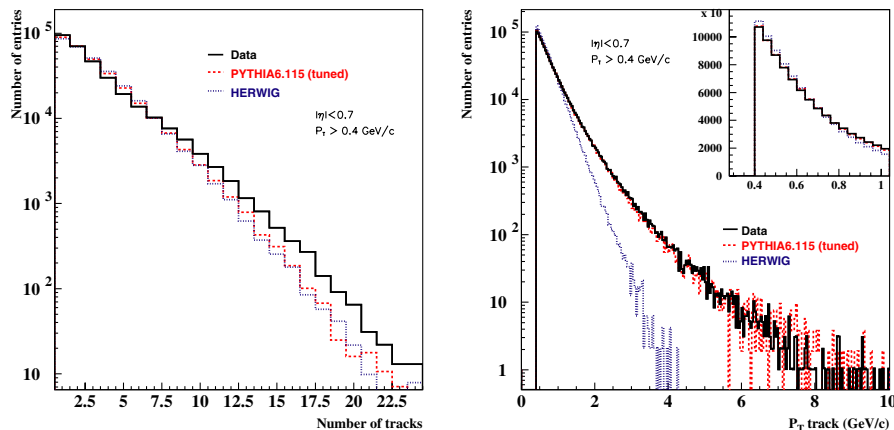 Number of entries
10^5
10^4
10^3
10^2
10
Data
PYTHIA6.115 (tuned)
HERWIG
|η|<0.7
P_T > 0.4 GeV/c
2.5 5 7.5 10 12.5 15 17.5 20 22.5
Number of tracks
Number of entries
10^5
10^4
10^3
10^2
10
1
|η|<0.7
P_T > 0.4 GeV/c
x 10
10000
8000
6000
4000
2000
0
0.4 0.6 0.8 1
Data
PYTHIA6.115 (tuned)
HERWIG
0 2 4 6 8 10
P_T track (GeV/c)